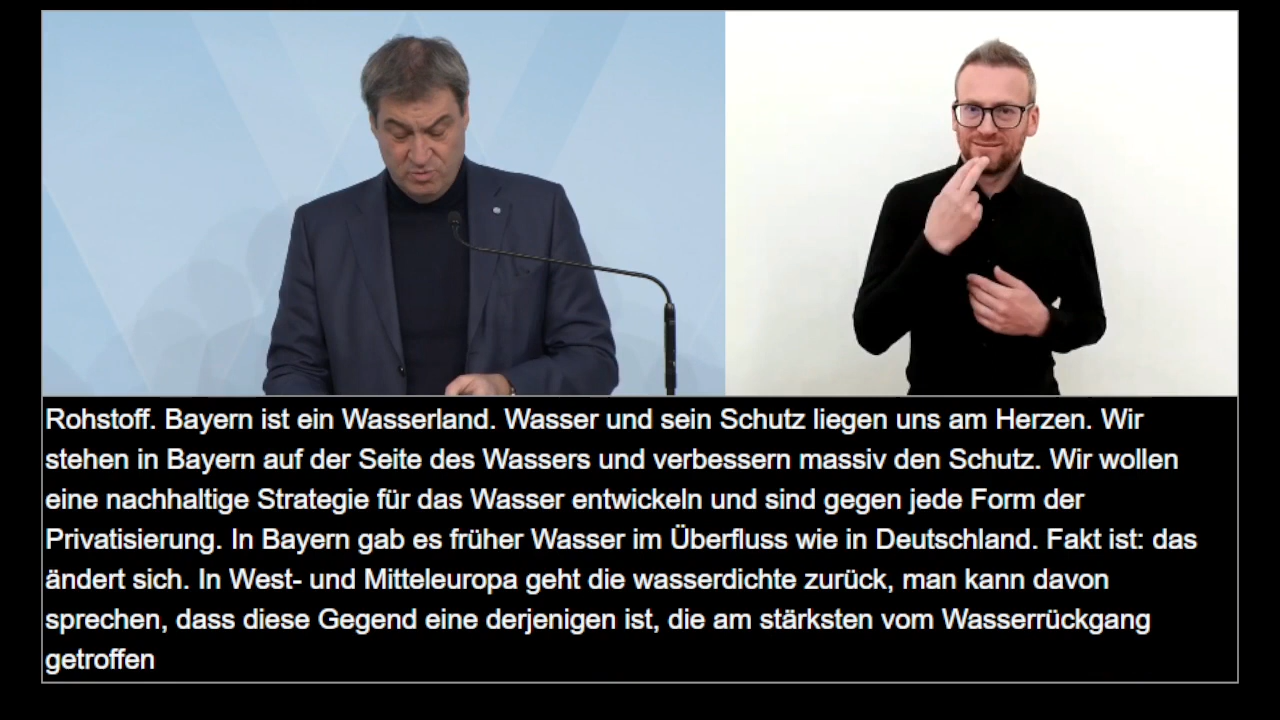 Rohstoff. Bayern ist ein Wasserland. Wasser und sein Schutz liegen uns am Herzen. Wir
stehen in Bayern auf der Seite des Wassers und verbessern massiv den Schutz. Wir wollen
eine nachhaltige Strategie für das Wasser entwickeln und sind gegen jede Form der
Privatisierung. In Bayern gab es früher Wasser im Überfluss wie in Deutschland. Fakt ist: das
ändert sich. In West- und Mitteleuropa geht die wasserdichte zurück, man kann davon
sprechen, dass diese Gegend eine derjenigen ist, die am stärksten vom Wasserrückgang
getroffen